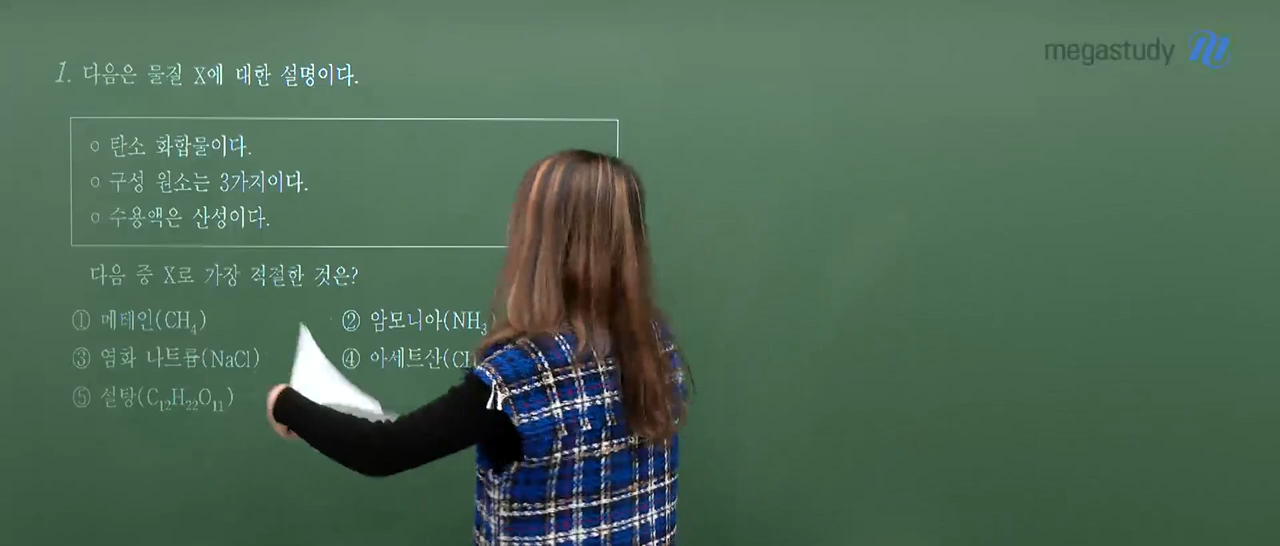 megastudy
1. 다음은 물질 X에 대한 설명이다.
○ 탄소 화합물이다.
○ 구성 원소는 3가지이다.
○ 수용액은 산성이다.
다음 중 X로 가장 적절한 것은?
① 메테인(CH₄) ② 암모니아(NH₃
③ 염화 나트륨(NaCl) ④ 아세트산(C
⑤ 설탕(C₁₂H₂₂O₁₁)